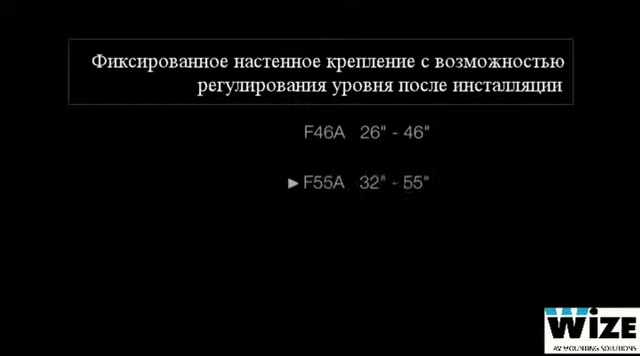 Фиксированное настенное крепление с возможностью
регулирования уровня после инсталляции
F46A 26" - 46"
►F55A 32" - 55"
WiZE
AV MOUNTING SOLUTIONS